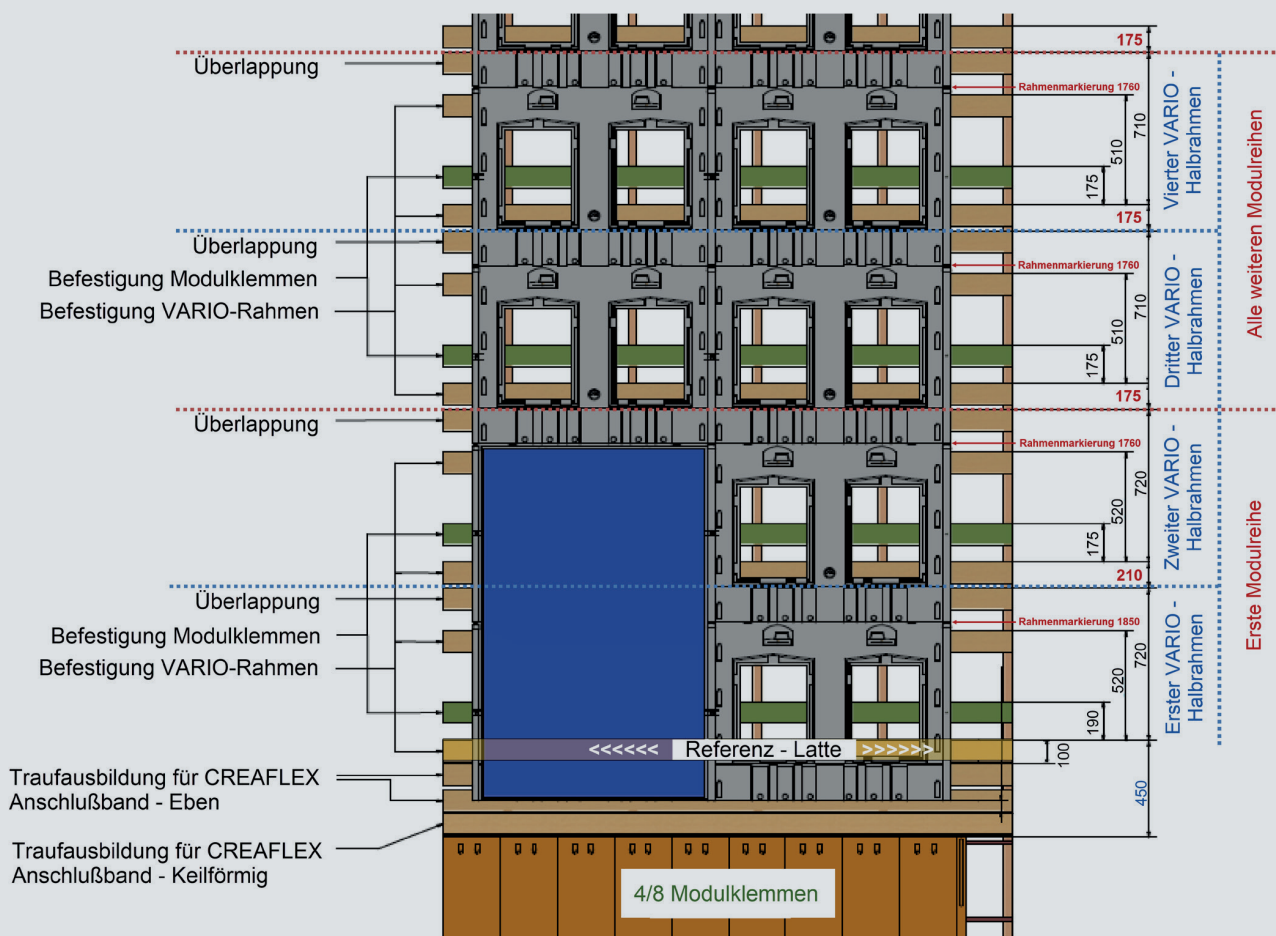 175
Überlappung
Rahmenmarkierung 1760
710
510
175
Vierter VARIO -
Halbrahmen
175
Alle weiteren Modulreihen
Überlappung
Befestigung Modulklemmen
Befestigung VARIO-Rahmen
Rahmenmarkierung 1760
710
510
175
Dritter VARIO -
Halbrahmen
175
Überlappung
Rahmenmarkierung 1760
720
520
175
Zweiter VARIO -
Halbrahmen
210
Erste Modulreihe
Überlappung
Befestigung Modulklemmen
Befestigung VARIO-Rahmen
Rahmenmarkierung 1850
720
520
190
Erster VARIO -
Halbrahmen
<<<<<< Referenz - Latte >>>>>>
100
450
Traufausbildung für CREAFLEX
Anschlußband - Eben
Traufausbildung für CREAFLEX
Anschlußband - Keilförmig
4/8 Modulklemmen